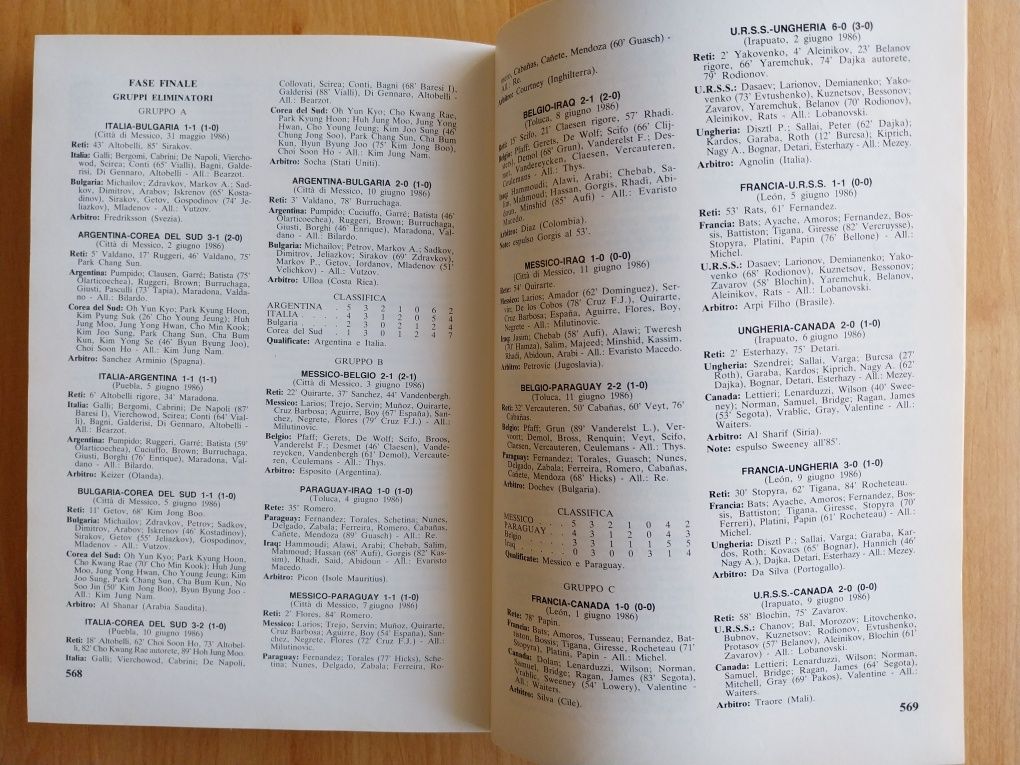 FASE FINALE
GRUPPI ELIMINATORI
GRUPPO A
ITALIA-BULGARIA 1-1 (1-0)
(Città di Messico, 31 maggio 1986)
Reti: 43' Altobelli, 85' Sirakov.
Italia: Galli; Bergomi, Cabrini; De Napoli, Vierchowod,
Scirea; Conti (65' Vialli), Bagni, Galderisi,
Di Gennaro, Altobelli - All.: Bearzot.
Bulgaria: Michailov; Zdravkov, Markov A.; Sadkov,
Dimitrov, Arabov, Iskrenov (65' Kostadinov),
Sirakov, Getov, Gospodinov (74' Jeliazkov),
Mladenov - All.: Vutzov.
Arbitro: Fredriksson (Svezia).
ARGENTINA-COREA DEL SUD 3-1 (2-0)
(Città di Messico, 2 giugno 1986)
Reti: 5' Valdano, 17' Ruggeri, 46' Valdano, 75'
Park Chang Sun.
Argentina: Pumpido; Clausen, Garré; Batista (75'
Olarticoechea), Ruggeri, Brown; Burruchaga,
Giusti, Pasculli (73' Tapia), Maradona, Valdano
- All.: Bilardo.
Corea del Sud: Oh Yun Kyo; Park Kyung Hoon,
Kim Pyung Suk (26' Cho Young Jeung); Huh
Jung Moo, Jung Yong Hwan, Cho Min Kook;
Kim Joo Sung, Park Chang Sun, Cha Bum
Kun, Kim Yong Se (46' Byun Byung Joo),
Choi Soon Ho - All.: Kim Jung Nam.
Arbitro: Sanchez Arminio (Spagna).
ITALIA-ARGENTINA 1-1 (1-1)
(Puebla, 5 giugno 1986)
Reti: 6' Altobelli rigore, 34' Maradona.
Italia: Galli; Bergomi, Cabrini; De Napoli (87'
Baresi I), Vierchowod, Scirea; Conti (64' Vialli),
Bagni, Galderisi, Di Gennaro, Altobelli -
All.: Bearzot.
Argentina: Pumpido; Ruggeri, Garré; Batista (59'
Olarticoechea), Cuciuffo, Brown; Burruchaga,
Giusti, Borghi (76' Enrique), Maradona, Valdano
- All.: Bilardo.
Arbitro: Keizer (Olanda).
BULGARIA-COREA DEL SUD 1-1 (1-0)
(Città di Messico, 5 giugno 1986)
Reti: 11' Getov, 68' Kim Jong Boo.
Bulgaria: Michailov; Zdravkov, Petrov; Sadkov,
Dimitrov, Arabov, Iskrenov (46' Kostadinov),
Sirakov, Getov (55' Jeliazkov), Gospodinov,
Mladenov - All.: Vutzov.
Corea del Sud: Oh Yun Kyo; Park Kyung Hoon,
Cho Kwang Rae (70' Cho Min Kook); Huh Jung
Moo, Jung Yong Hwan, Cho Young Jeung; Kim
Joo Sung, Park Chang Sun, Cha Bum Kun, No
Soo Jin (50' Kim Jong Boo), Byun Byung Joo -
All.: Kim Jung Nam.
Arbitro: Al Shanar (Arabia Saudita).
ITALIA-COREA DEL SUD 3-2 (1-0)
(Puebla, 10 giugno 1986)
Reti: 18' Altobelli, 62' Choi Soon Ho, 73' Altobelli,
82' Cho Kwang Rae autorete, 89' Huh Jung Moo.
Italia: Galli; Vierchowod, Cabrini; De Napoli,
568
Collovati, Scirea; Conti, Bagni (68' Baresi I),
Galderisi (88' Vialli), Di Gennaro, Altobelli -
All.: Bearzot.
Corea del Sud: Oh Yun Kyo; Cho Kwang Rae,
Park Kyung Hoon; Huh Jung Moo, Jung Yong
Hwan, Cho Young Jeung; Kim Joo Sung (46'
Chung Jong Soo), Park Chang Sun, Cha Bum
Kun, Byun Byung Joo (75' Kim Jong Boo),
Choi Soon Ho - All.: Kim Jung Nam.
Arbitro: Socha (Stati Uniti).
ARGENTINA-BULGARIA 2-0 (1-0)
(Città di Messico, 10 giugno 1986)
Reti: 3' Valdano, 78' Burruchaga.
Argentina: Pumpido; Cuciuffo, Garré; Batista (46'
Olarticoechea), Ruggeri, Brown; Burruchaga,
Giusti, Borghi (46' Enrique), Maradona, Valdano
- All.: Bilardo.
Bulgaria: Michailov; Petrov, Markov A.; Sadkov,
Dimitrov, Jeliazkov; Sirakov (69' Zdravkov),
Markov P., Getov, Iordanov, Mladenov (51'
Velichkov) - All.: Vutzov.
Arbitro: Ulloa (Costa Rica).
CLASSIFICA
ARGENTINA . 5 3 2 1 0 6 2
ITALIA . . . . 4 3 1 2 0 5 4
Bulgaria . . . 2 3 0 2 1 2 4
Corea del Sud . 1 3 0 1 2 4 7
Qualificate: Argentina e Italia.
GRUPPO B
MESSICO-BELGIO 2-1 (2-1)
(Città di Messico, 3 giugno 1986)
Reti: 22' Quirarte, 37' Sanchez, 44' Vandenbergh.
Messico: Larios; Trejo, Servin; Muñoz, Quirarte,
Cruz Barbosa; Aguirre, Boy (67' España), Sanchez,
Negrete, Flores (79' Cruz F.J.) - All.:
Milutinovic.
Belgio: Pfaff; Gerets, De Wolf; Scifo, Broos,
Vanderelst F.; Desmet (46' Claesen), Vandereycken,
Vandenbergh (61' Demol), Vercauteren,
Ceulemans - All.: Thys.
Arbitro: Esposito (Argentina).
PARAGUAY-IRAQ 1-0 (1-0)
(Toluca, 4 giugno 1986)
Rete: 35' Romero.
Paraguay: Fernandez; Torales, Schetina; Nunes,
Delgado, Zabala; Ferreira, Romero, Cabañas,
Cañete, Mendoza (89' Guasch) - All.: Re.
Iraq: Hammoudi; Alawi, Arabi; Chebab, Salim,
Mahmoud; Hassan (68' Aufi), Gorgis (82' Kassim),
Rhadi, Said, Abidoun - All.: Evaristo
Macedo.
Arbitro: Picon (Isole Mauritius).
MESSICO-PARAGUAY 1-1 (1-0)
(Città di Messico, 7 giugno 1986)
Reti: 2' Flores, 84' Romero.
Messico: Larios; Trejo, Servin; Muñoz, Quirarte,
Cruz Barbosa; Aguirre, Boy (54' España), Sanchez,
Negrete, Flores (78' Cruz F.J.) - All.:
Milutinovic.
Paraguay: Fernandez; Torales (77' Hicks), Schetina;
Nunes, Delgado, Zabala; Ferreira, Romero,
Cabañas, Cañete, Mendoza (60' Guasch) -
All.: Re.
Arbitro: Courtney (Inghilterra).
BELGIO-IRAQ 2-1 (2-0)
(Toluca, 8 giugno 1986)
Reti: 15' Scifo, 21' Claesen rigore, 57' Rhadi.
Belgio: Pfaff; Gerets, De Wolf; Scifo (66' Clijsters),
Demol (68' Grun), Vanderelst F.;
Desmet, Vandereycken, Claesen, Vercauteren,
Ceulemans - All.: Thys.
Iraq: Hammoudi; Alawi, Arabi; Chebab, Salim,
Mahmoud; Hassan, Gorgis, Rhadi, Abidoun,
Minshid (85' Aufi) - All.: Evaristo
Macedo.
Arbitro: Diaz (Colombia).
Note: espulso Gorgis al 53'.
MESSICO-IRAQ 1-0 (0-0)
(Città di Messico, 11 giugno 1986)
Rete: 54' Quirarte.
Messico: Larios; Amador (62' Dominguez), Servin;
De los Cobos (78' Cruz F.J.), Quirarte,
Cruz Barbosa; España, Aguirre, Flores, Boy,
Negrete - All.: Milutinovic.
Iraq: Jasim; Chebab, Salim; (68' Aufi), Alawi; Tweresh
(70' Hamza), Salim, Majeed; Minshid, Kassim,
Rhadi, Abidoun, Arabi - All.: Evaristo Macedo.
Arbitro: Petrovic (Jugoslavia).
BELGIO-PARAGUAY 2-2 (1-0)
(Toluca, 11 giugno 1986)
Reti: 32' Vercauteren, 50' Cabañas, 60' Veyt, 76'
Cabañas.
Belgio: Pfaff; Grun (89' Vanderelst L.), Vervoort;
Demol, Bross, Renquin; Veyt, Scifo,
Claesen, Vercauteren, Ceulemans - All.: Thys.
Paraguay: Fernandez; Torales, Guasch; Nunes,
Delgado, Zabala; Ferreira, Romero, Cabañas,
Cañete, Mendoza (68' Hicks) - All.: Re.
Arbitro: Dochev (Bulgaria).
CLASSIFICA
MESSICO . . . 5 3 2 1 0 4 2
PARAGUAY . . 4 3 1 2 0 4 3
Belgio . . . . 3 3 1 1 1 5 5
Iraq . . . . . 0 3 0 0 3 1 4
Qualificate: Messico e Paraguay.
GRUPPO C
FRANCIA-CANADA 1-0 (0-0)
(León, 1 giugno 1986)
Rete: 78' Papin.
Francia: Bats, Amoros, Tusseau; Fernandez, Battiston,
Bossis; Tigana, Giresse, Rocheteau (71'
Stopyra), Platini, Papin - All.: Michel.
Canada: Dolan; Lenarduzzi, Wilson; Norman,
Samuel, Bridge; Ragan, James (83' Segota),
Vrablic, Sweeney (54' Lowery), Valentine -
All.: Waiters.
Arbitro: Silva (Cile).
U.R.S.S.-UNGHERIA 6-0 (3-0)
(Irapuato, 2 giugno 1986)
Reti: 2' Yakovenko, 4' Aleinikov, 23' Belanov
rigore, 66' Yaremchuk, 74' Dajka autorete,
79' Rodionov.
U.R.S.S.: Dasaev; Larionov, Demianenko; Yakovenko
(73' Evtushenko), Kuznetsov, Bessonov;
Zavarov, Yaremchuk, Belanov (70' Rodionov),
Aleinikov, Rats - All.: Lobanovski.
Ungheria: Disztl P.; Sallai, Peter (62' Dajka);
Kardos, Garaba, Roth (12' Burcsa); Kiprich,
Nagy A., Bognar, Detari, Esterhazy - All.: Mezey.
Arbitro: Agnolin (Italia).
FRANCIA-U.R.S.S. 1-1 (0-0)
(León, 5 giugno 1986)
Reti: 53' Rats, 61' Fernandez.
Francia: Bats; Ayache, Amoros; Fernandez, Bossis,
Battiston; Tigana, Giresse (82' Vercruysse),
Stopyra, Platini, Papin (76' Bellone) - All.:
Michel.
U.R.S.S.: Dasaev; Larionov, Demianenko; Yakovenko
(68' Rodionov), Kuznetsov, Bessonov;
Zavarov (58' Blochin), Yaremchuk, Belanov,
Aleinikov, Rats - All.: Lobanovski.
Arbitro: Arpi Filho (Brasile).
UNGHERIA-CANADA 2-0 (1-0)
(Irapuato, 6 giugno 1986)
Reti: 2' Esterhazy, 75' Detari.
Ungheria: Szendrei; Sallai, Varga; Burcsa (27'
Roth), Garaba, Kardos; Kiprich, Nagy A. (62'
Dajka), Bognar, Detari, Esterhazy - All.: Mezey.
Canada: Lettieri; Lenarduzzi, Wilson (40' Sweeney);
Norman, Samuel, Bridge; Ragan, James
(53' Segota), Vrablic, Gray, Valentine - All.:
Waiters.
Arbitro: Al Sharif (Siria).
Note: espulso Sweeney all'85'.
FRANCIA-UNGHERIA 3-0 (1-0)
(León, 9 giugno 1986)
Reti: 30' Stopyra, 62' Tigana, 84' Rocheteau.
Francia: Bats; Ayache, Amoros; Fernandez, Bossis,
Battiston; Tigana, Giresse, Stopyra (70'
Ferreri), Platini, Papin (61' Rocheteau) - All.:
Michel.
Ungheria: Disztl P.; Sallai, Varga; Garaba, Kardos,
Roth; Kovacs (65' Bognar), Hannich (46'
Nagy A.), Dajka, Detari, Esterhazy - All.: Mezey.
Arbitro: Da Silva (Portogallo).
U.R.S.S.-CANADA 2-0 (0-0)
(Irapuato, 9 giugno 1986)
Reti: 58' Blochin, 75' Zavarov.
U.R.S.S.: Chanov; Bal, Morozov; Litovchenko,
Bubnov, Kuznetsov; Rodionov, Evtushenko,
Protasov (57' Belanov), Aleinikov, Blochin (61'
Zavarov) - All.: Lobanovski.
Canada: Lettieri; Lenarduzzi, Wilson; Norman,
Samuel, Bridge; Ragan, James (64' Segota),
Mitchell, Gray (69' Pakos), Valentine - All.:
Waiters.
Arbitro: Traore (Mali).
569